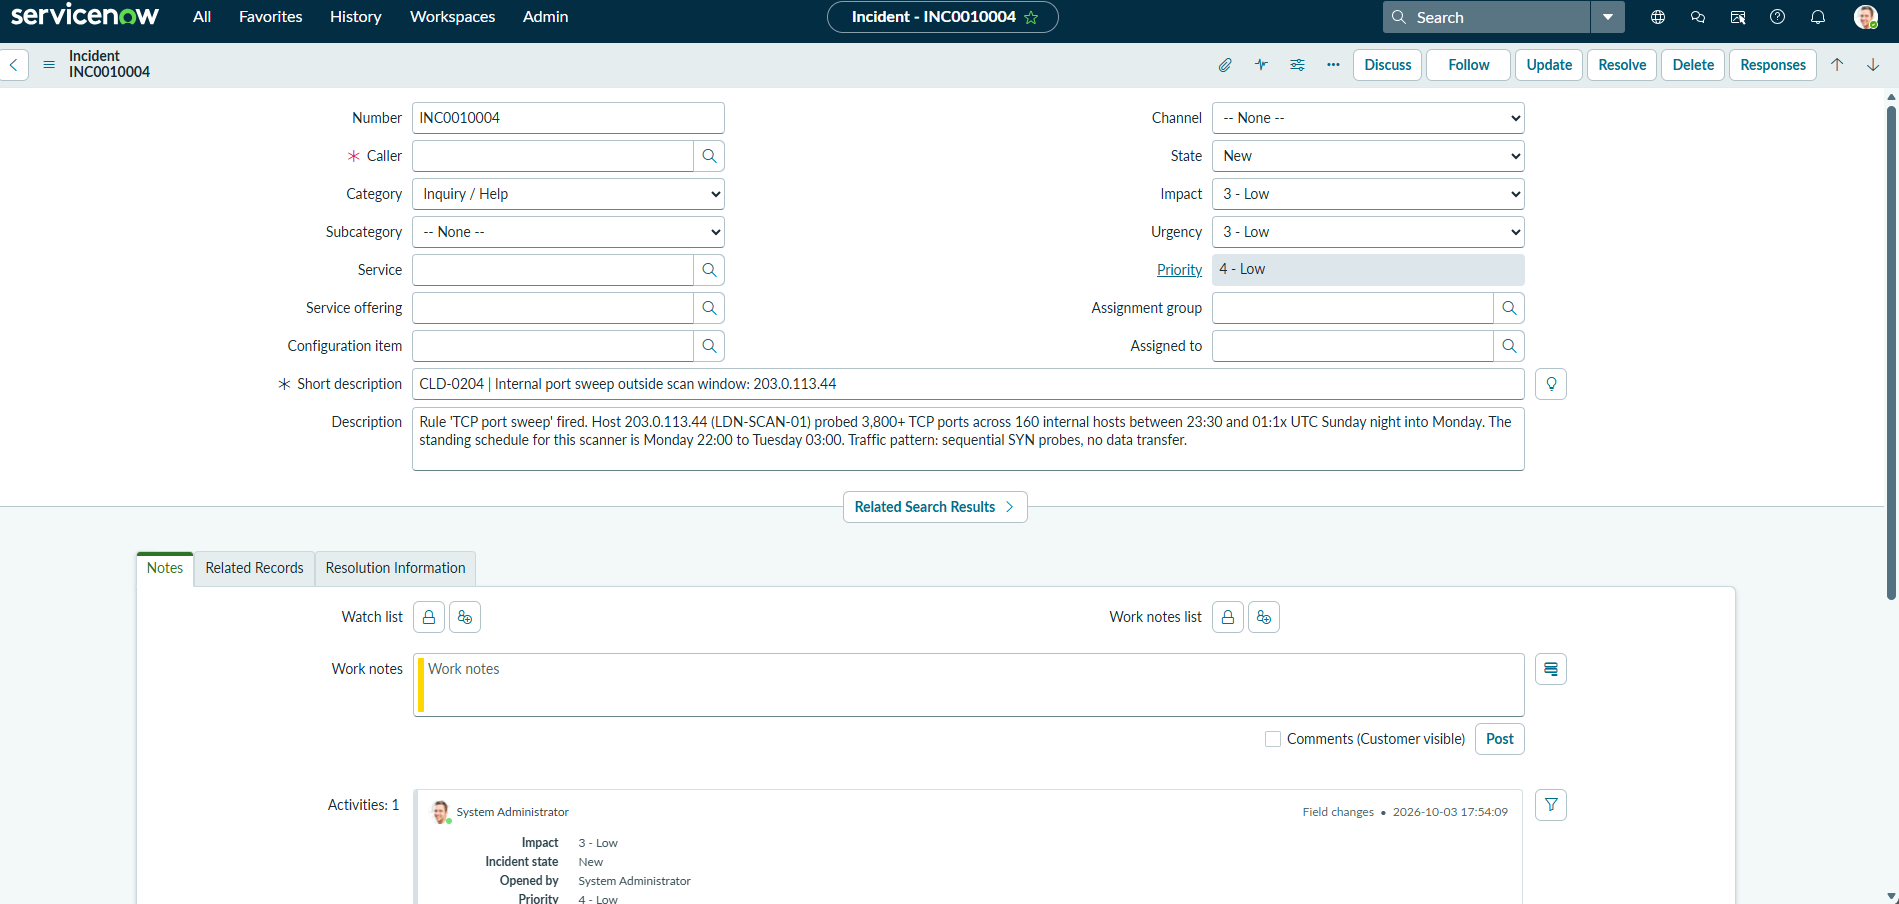 servicenow All Favorites History Workspaces Admin Incident - INC0010004 Search
Incident
INC0010004
Discuss Follow Update Resolve Delete Responses
Number INC0010004 Channel -- None --
Caller State New
Category Inquiry / Help Impact 3 - Low
Subcategory -- None -- Urgency 3 - Low
Service Priority 4 - Low
Service offering Assignment group
Configuration item Assigned to
Short description CLD-0204 | Internal port sweep outside scan window: 203.0.113.44
Description Rule 'TCP port sweep' fired. Host 203.0.113.44 (LDN-SCAN-01) probed 3,800+ TCP ports across 160 internal hosts between 23:30 and 01:1x UTC Sunday night into Monday. The
standing schedule for this scanner is Monday 22:00 to Tuesday 03:00. Traffic pattern: sequential SYN probes, no data transfer.
Related Search Results
Notes Related Records Resolution Information
Watch list Work notes list
Work notes Work notes
Comments (Customer visible) Post
Activities: 1 System Administrator Field changes • 2026-10-03 17:54:09
Impact 3 - Low
Incident state New
Opened by System Administrator
Priority 4 - Low